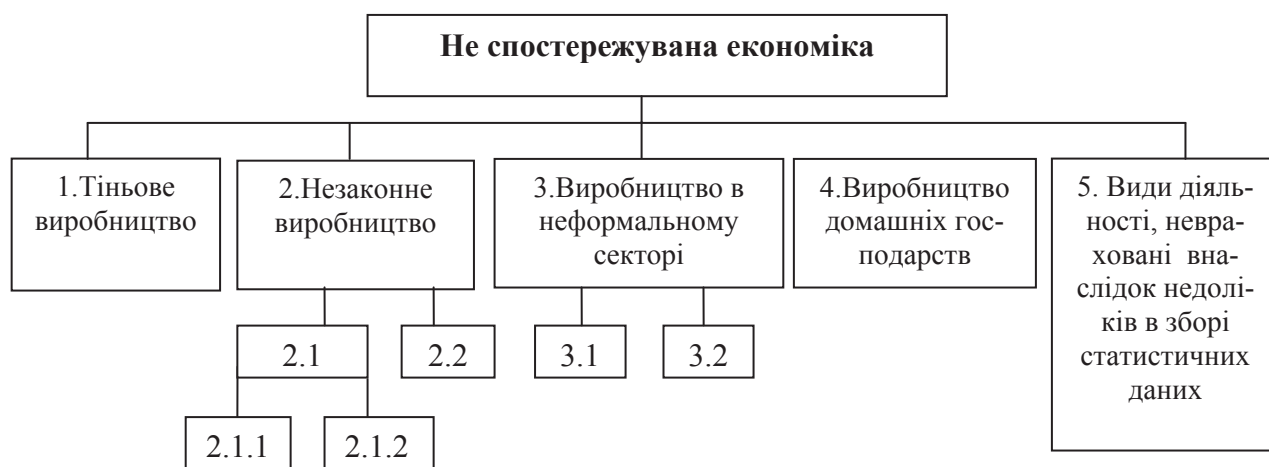 Не спостережувана економіка
1.Тіньове
виробництво
2.Незаконне
виробництво
3.Виробництво в
неформальному
секторі
4.Виробництво
домашніх гос-
подарств
5. Види діяль-
ності, невра-
ховані вна-
слідок недолі-
ків в зборі
статистичних
даних
2.1
2.2
3.1
3.2
2.1.1
2.1.2